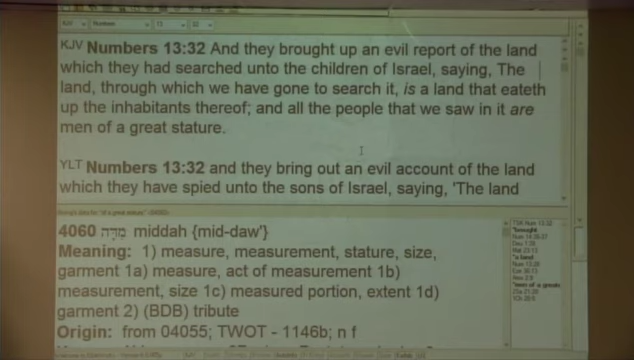 KJV Numbers 13:32 And they brought up an evil report of the land
which they had searched unto the children of Israel, saying, The
land, through which we have gone to search it, is a land that eateth
up the inhabitants thereof; and all the people that we saw in it are
men of a great stature.
YLT Numbers 13:32 and they bring out an evil account of the land
which they have spied unto the sons of Israel, saying, 'The land
4060 מִדָּה middah {mid-daw'}
Meaning: 1) measure, measurement, stature, size,
garment 1a) measure, act of measurement 1b)
measurement, size 1c) measured portion, extent 1d)
garment 2) (BDB) tribute
Origin: from 04055; TWOT - 1146b; n f